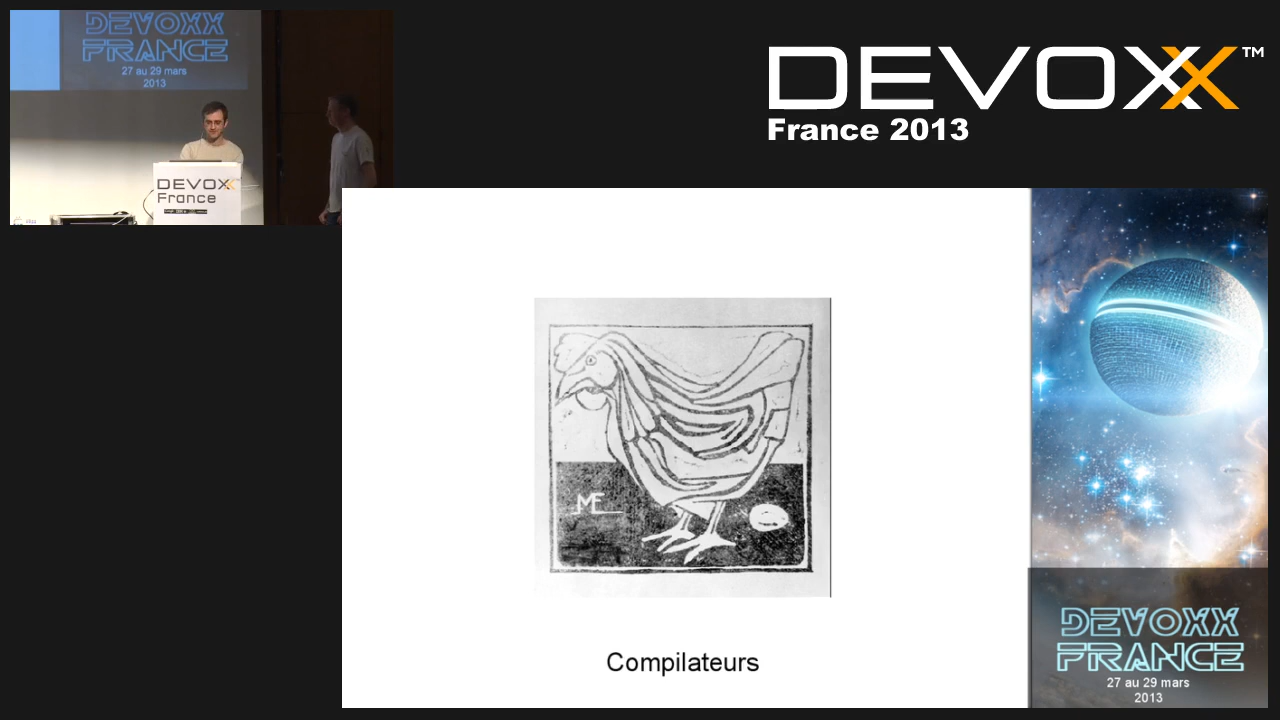 DEVOXX
FRANCE
27 au 29 mars
2013
DEVOXX
France
DEVOXX™
France 2013
ME
Compilateurs
DEVOXX
FRANCE
27 au 29 mars
2013